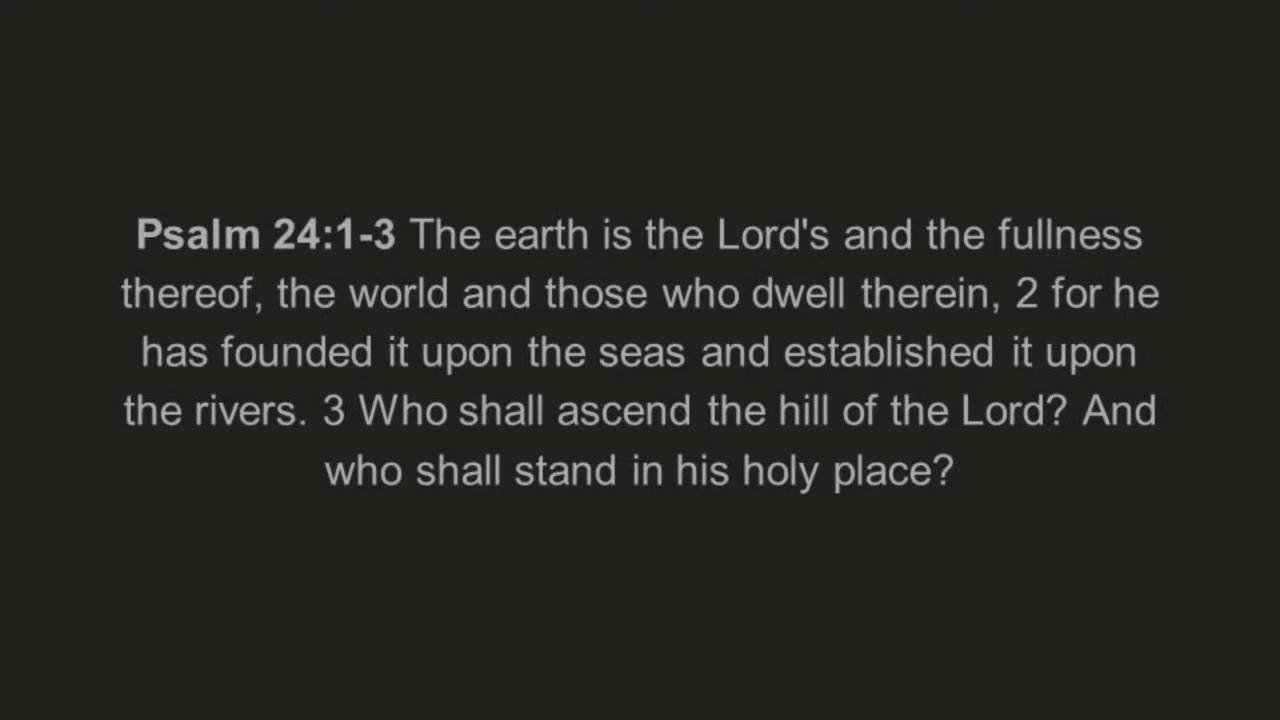 Psalm 24:1-3 The earth is the Lord's and the fullness
thereof, the world and those who dwell therein, 2 for he
has founded it upon the seas and established it upon
the rivers. 3 Who shall ascend the hill of the Lord? And
who shall stand in his holy place?